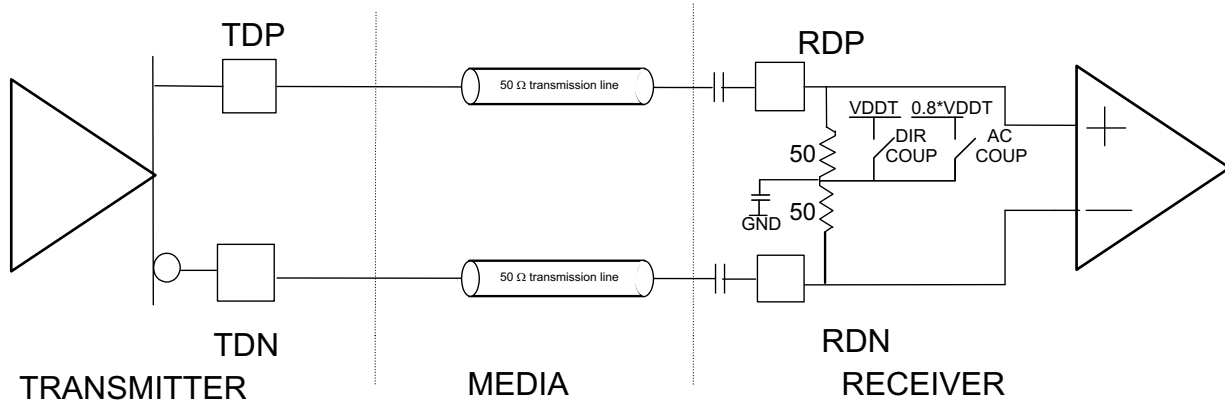 TDP
RDP
50 Ω transmission line
VDDT 0.8*VDDT
DIR
COUP
AC
COUP
50
50
GND
50 Ω transmission line
TDN
RDN
TRANSMITTER
MEDIA
RECEIVER